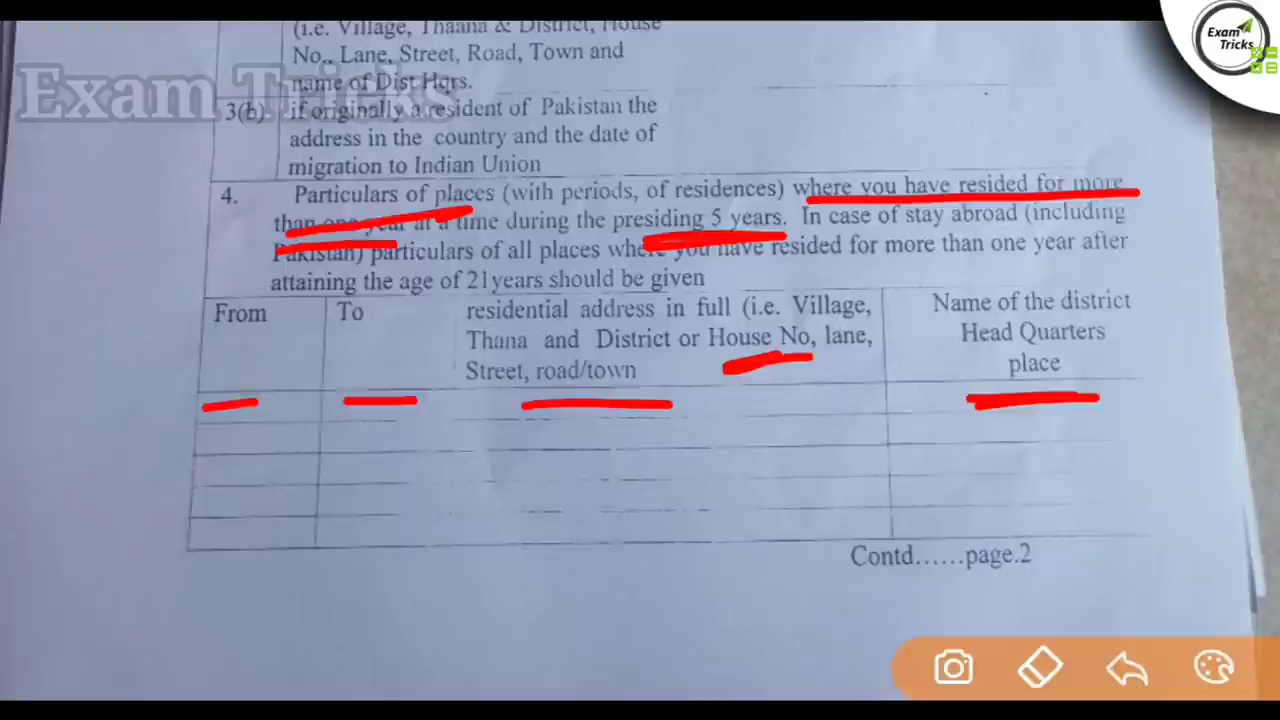 (i.e. Village, Thaana & District, House
No., Lane, Street, Road, Town and
name of Dist Hqrs.
Exam Tricks
3(b). if originally a resident of Pakistan the
address in the country and the date of
migration to Indian Union
4. Particulars of places (with periods, of residences) where you have resided for more
than one year at a time during the presiding 5 years. In case of stay abroad (including
Pakistan) particulars of all places where you have resided for more than one year after
attaining the age of 21years should be given
From
To
residential address in full (i.e. Village,
Thana and District or House No, lane,
Street, road/town
Name of the district
Head Quarters
place
Contd......page.2
Exam
Tricks